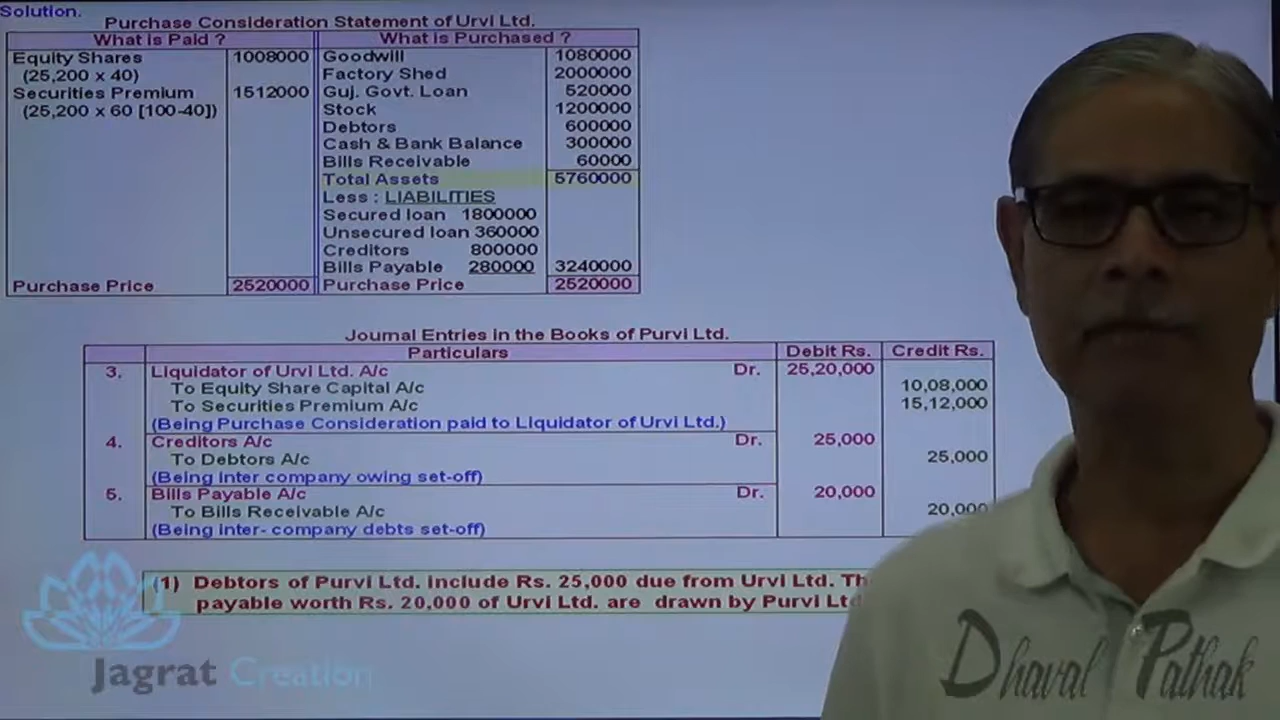 Solution.
Purchase Consideration Statement of Urvi Ltd.
What is Paid ? What is Purchased ?
Equity Shares 1008000 Goodwill 1080000
(25,200 x 40) Factory Shed 2000000
Securities Premium 1512000 Guj. Govt. Loan 520000
(25,200 x 60 [100-40]) Stock 1200000
Debtors 600000
Cash & Bank Balance 300000
Bills Receivable 60000
Total Assets 5760000
Less : LIABILITIES
Secured loan 1800000
Unsecured loan 360000
Creditors 800000
Bills Payable 280000 3240000
Purchase Price 2520000 Purchase Price 2520000
Journal Entries in the Books of Purvi Ltd.
Particulars Debit Rs. Credit Rs.
3. Liquidator of Urvi Ltd. A/c Dr. 25,20,000
To Equity Share Capital A/c 10,08,000
To Securities Premium A/c 15,12,000
(Being Purchase Consideration paid to Liquidator of Urvi Ltd.)
4. Creditors A/c Dr. 25,000
To Debtors A/c 25,000
(Being Inter company owing set-off)
5. Bills Payable A/c Dr. 20,000
To Bills Receivable A/c 20,000
(Being Inter- company debts set-off)
(1) Debtors of Purvi Ltd. include Rs. 25,000 due from Urvi Ltd.
payable worth Rs. 20,000 of Urvi Ltd. are drawn by Purvi
Jagrat Creation
Dhaval Pathak